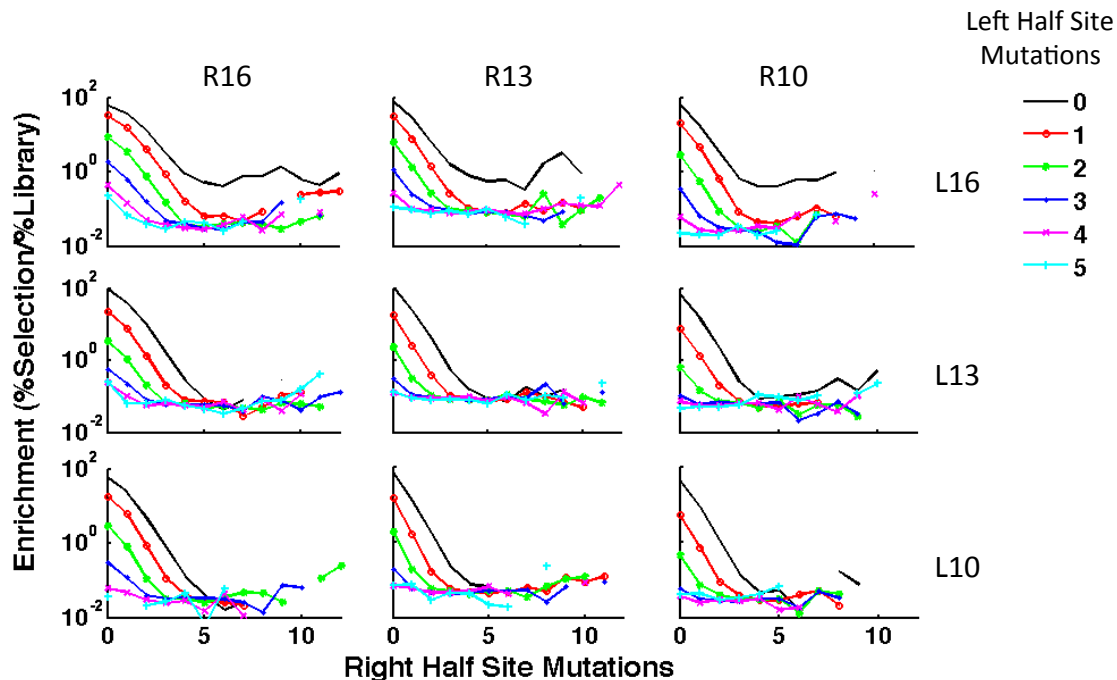 Left Half Site
Mutations
R16 R13 R10
0
1
2
3
4
5
Enrichment (%Selection/%Library)
10^2
10^0
10^-2
L16
10^2
10^0
10^-2
L13
10^2
10^0
10^-2
L10
0 5 10 0 5 10 0 5 10
Right Half Site Mutations